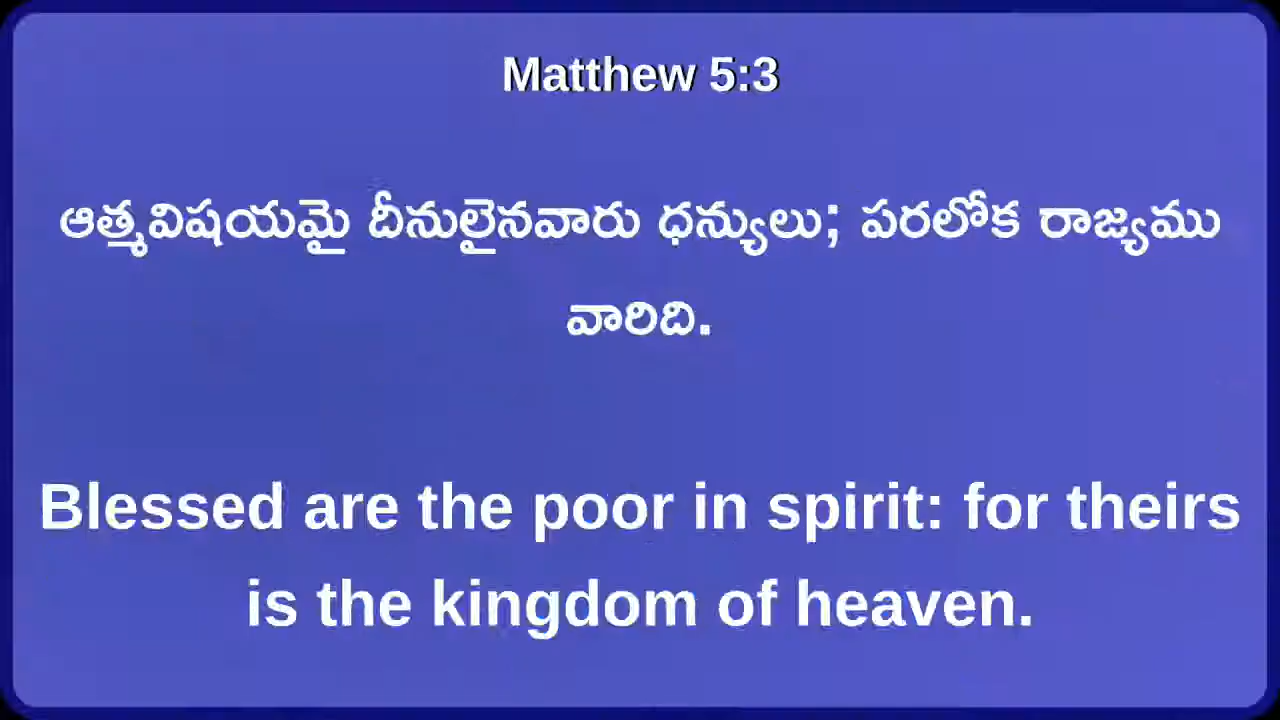 Matthew 5:3
ఆత్మవిషయమై దీనులైనవారు ధన్యులు; పరలోక రాజ్యము
వారిది.
Blessed are the poor in spirit: for theirs
is the kingdom of heaven.